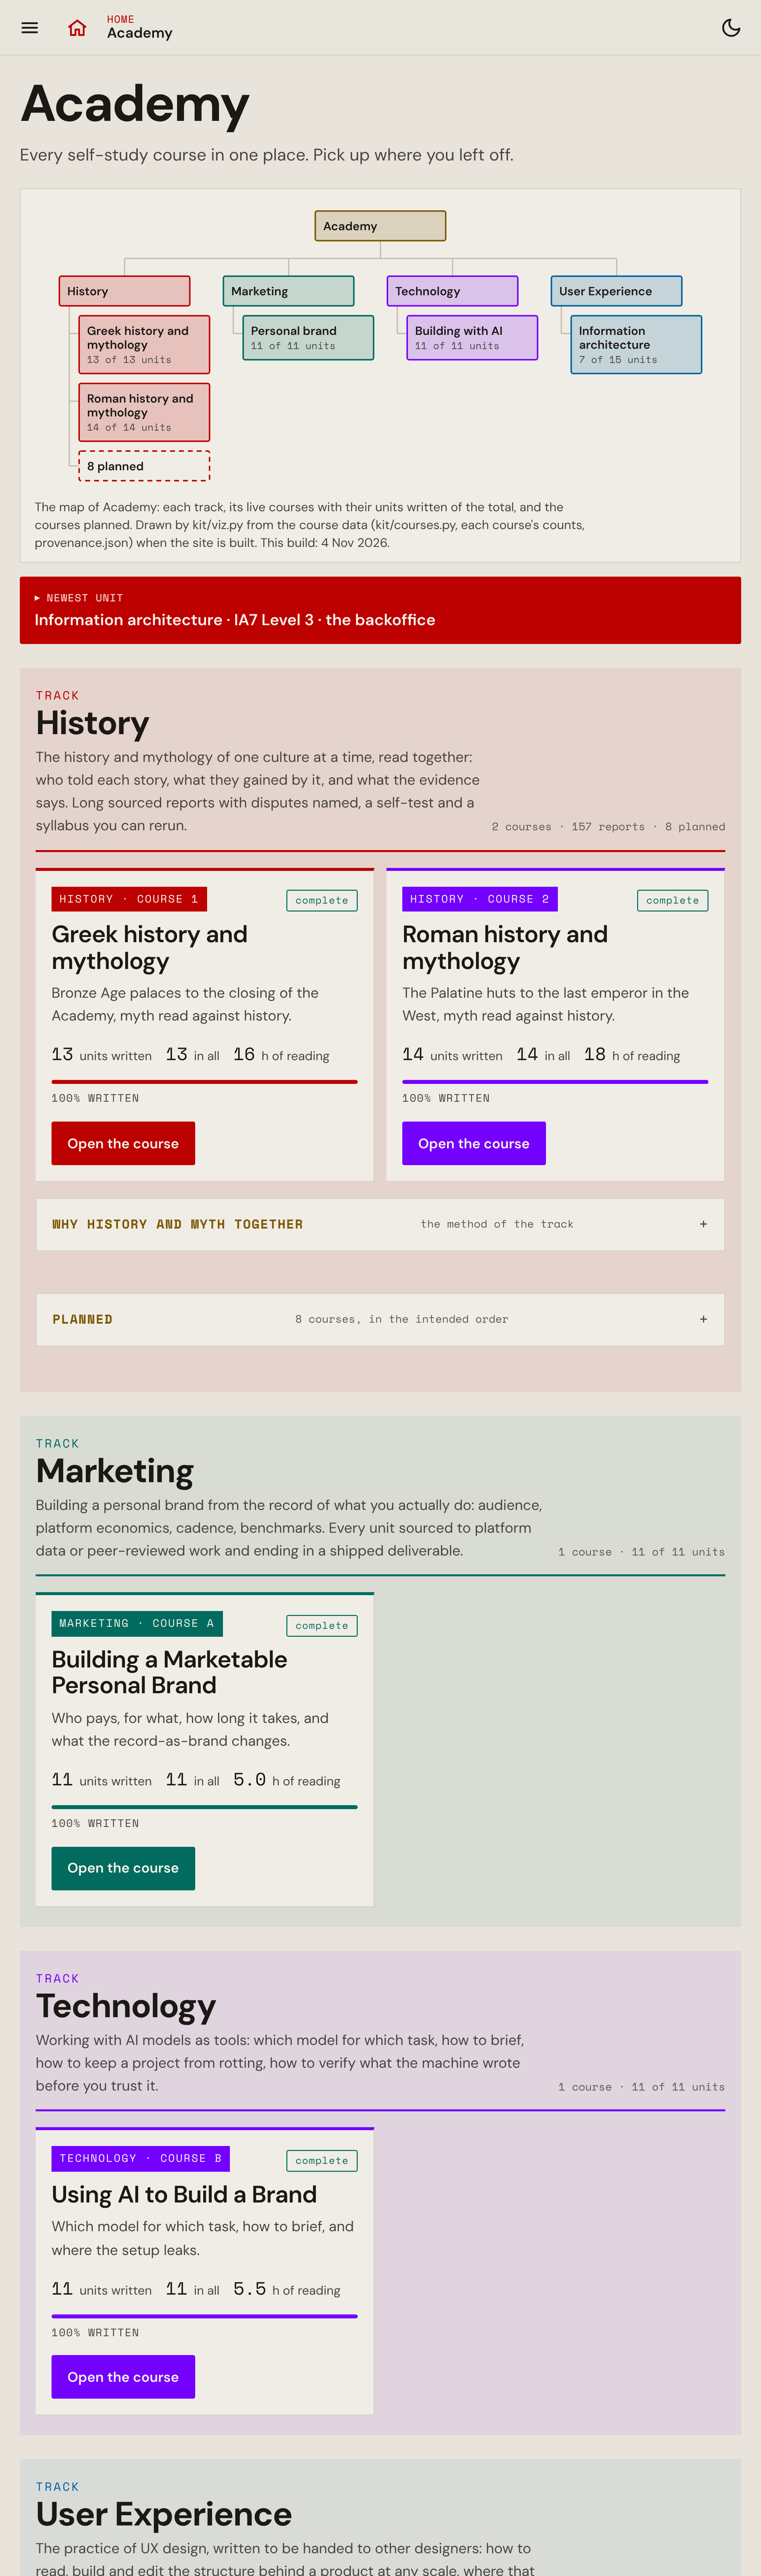 HOME
Academy
Academy
Every self-study course in one place. Pick up where you left off.
Academy
History
Marketing
Technology
User Experience
Greek history and
mythology
13 of 13 units
Personal brand
11 of 11 units
Building with AI
11 of 11 units
Information
architecture
7 of 15 units
Roman history and
mythology
14 of 14 units
8 planned
The map of Academy: each track, its live courses with their units written of the total, and the
courses planned. Drawn by kit/viz.py from the course data (kit/courses.py, each course's counts,
provenance.json) when the site is built. This build: 4 Nov 2026.
▸ NEWEST UNIT
Information architecture · IA7 Level 3 · the backoffice
TRACK
History
The history and mythology of one culture at a time, read together:
who told each story, what they gained by it, and what the evidence
says. Long sourced reports with disputes named, a self-test and a
syllabus you can rerun.
2 courses · 157 reports · 8 planned
HISTORY · COURSE 1
complete
Greek history and
mythology
Bronze Age palaces to the closing of the
Academy, myth read against history.
13 units written 13 in all 16 h of reading
100% WRITTEN
Open the course
HISTORY · COURSE 2
complete
Roman history and
mythology
The Palatine huts to the last emperor in the
West, myth read against history.
14 units written 14 in all 18 h of reading
100% WRITTEN
Open the course
WHY HISTORY AND MYTH TOGETHER the method of the track +
PLANNED 8 courses, in the intended order +
TRACK
Marketing
Building a personal brand from the record of what you actually do: audience,
platform economics, cadence, benchmarks. Every unit sourced to platform
data or peer-reviewed work and ending in a shipped deliverable.
1 course · 11 of 11 units
MARKETING · COURSE A
complete
Building a Marketable
Personal Brand
Who pays, for what, how long it takes, and
what the record-as-brand changes.
11 units written 11 in all 5.0 h of reading
100% WRITTEN
Open the course
TRACK
Technology
Working with AI models as tools: which model for which task, how to brief,
how to keep a project from rotting, how to verify what the machine wrote
before you trust it.
1 course · 11 of 11 units
TECHNOLOGY · COURSE B
complete
Using AI to Build a Brand
Which model for which task, how to brief, and
where the setup leaks.
11 units written 11 in all 5.5 h of reading
100% WRITTEN
Open the course
TRACK
User Experience
The practice of UX design, written to be handed to other designers: how to
read, build and edit the structure behind a product at any scale, where that